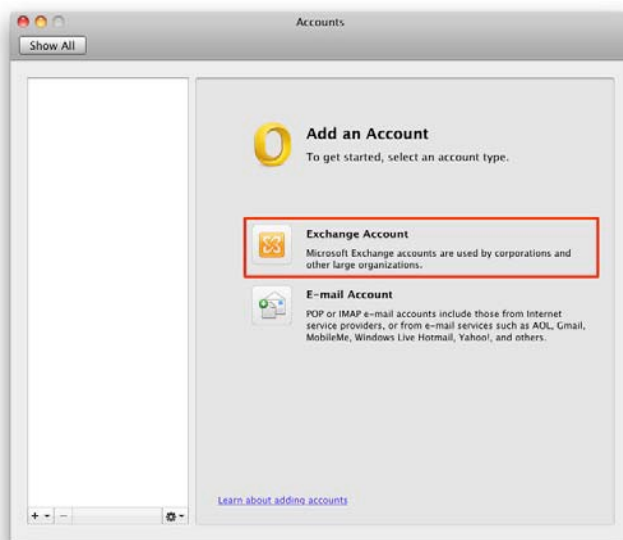 Accounts
Show All
Add an Account
To get started, select an account type.
Exchange Account
Microsoft Exchange accounts are used by corporations and
other large organizations.
E-mail Account
POP or IMAP e-mail accounts include those from Internet
service providers, or from e-mail services such as AOL, Gmail,
MobileMe, Windows Live Hotmail, Yahoo!, and others.
Learn about adding accounts